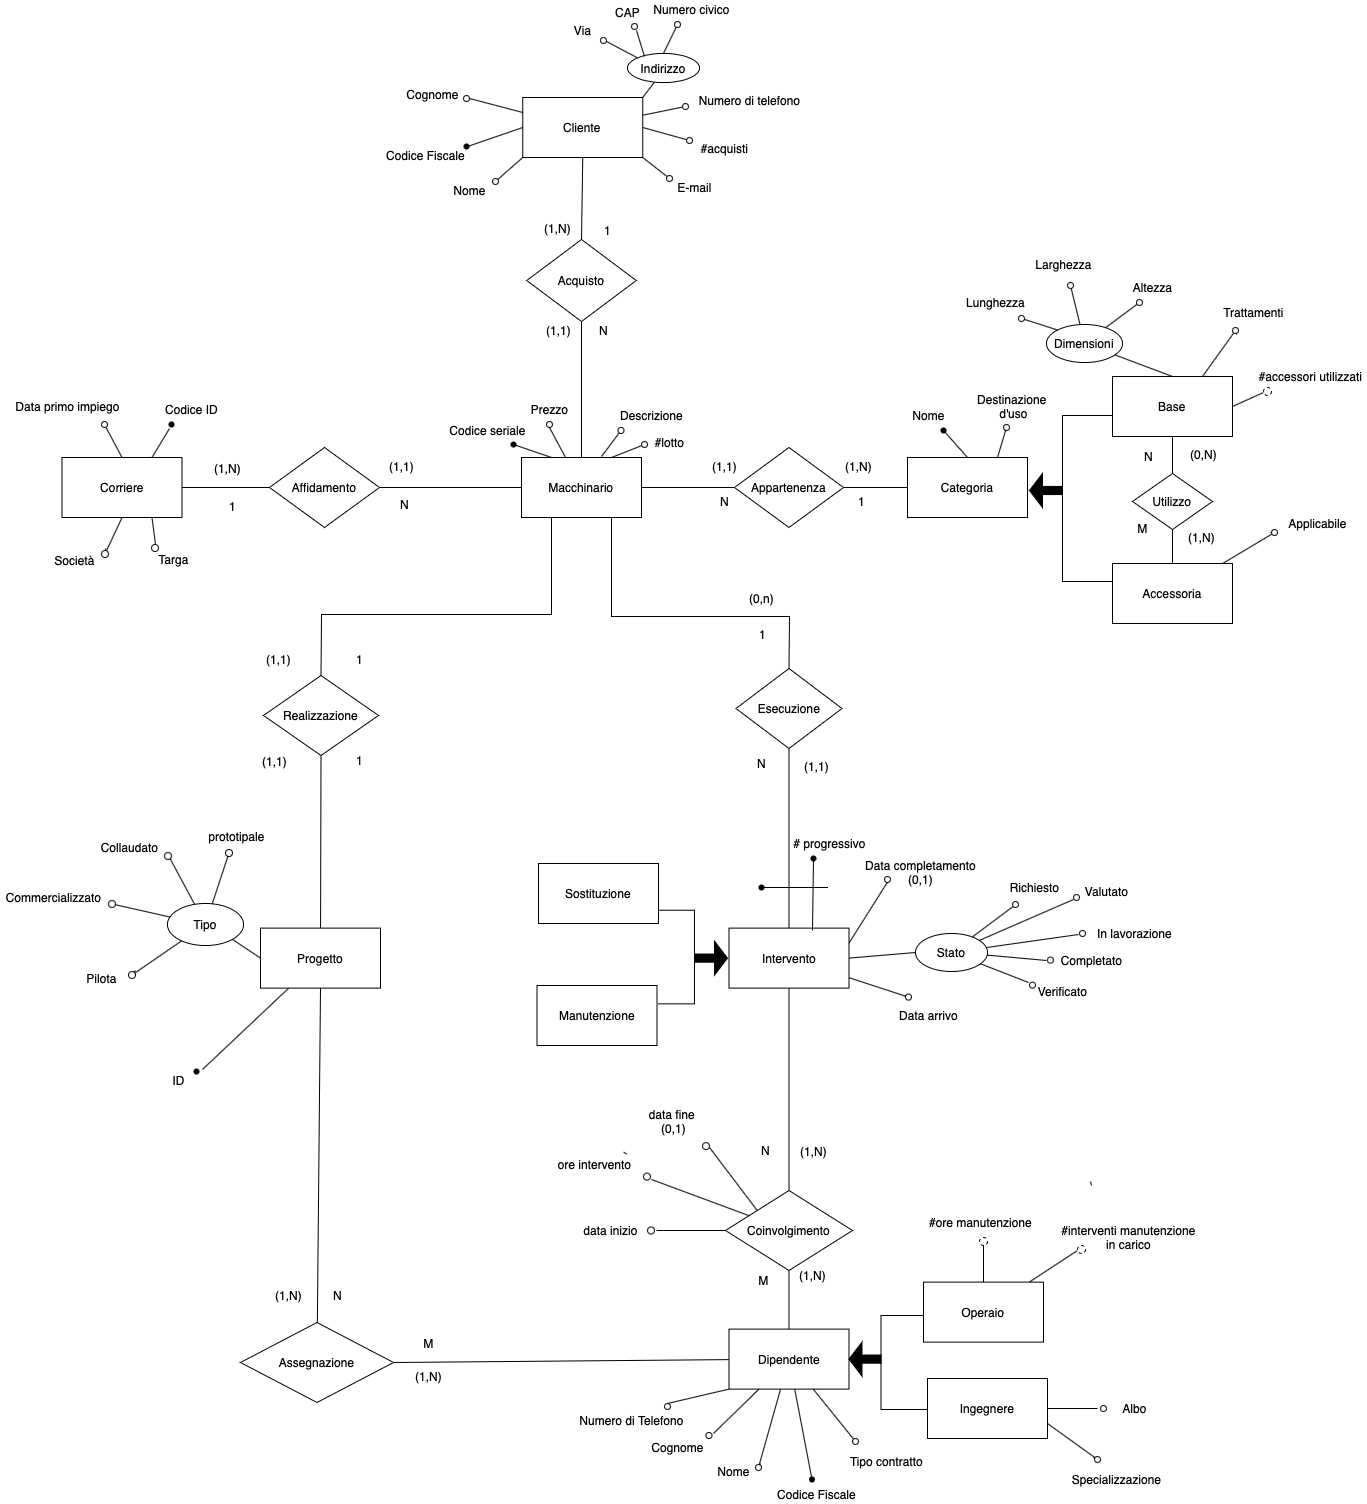 Numero civico
CAP
Via
Indirizzo
Cognome
Numero di telefono
Cliente
#acquisti
Codice Fiscale
E-mail
Nome
(1,N)
1
Acquisto
(1,1)
N
Larghezza
Altezza
Lunghezza
Trattamenti
Dimensioni
#accessori utilizzati
Base
Data primo impiego
Codice ID
Prezzo
Descrizione
Codice seriale
#lotto
Nome
Destinazione
d'uso
N
(0,N)
(1,N)
(1,1)
(1,1)
(1,N)
Corriere
Affidamento
Macchinario
Appartenenza
Categoria
Utilizzo
1
N
N
1
M
(1,N)
Applicabile
Società
Targa
Accessoria
(0,n)
1
(1,1)
1
Realizzazione
Esecuzione
(1,1)
1
N
(1,1)
prototipale
Collaudato
Commercializzato
Tipo
Pilota
Progetto
ID
Sostituzione
Manutenzione
# progressivo
Data completamento
(0,1)
Richiesto
Valutato
In lavorazione
Stato
Completato
Verificato
Intervento
Data arrivo
data fine
(0,1)
ore intervento
N
(1,N)
data inizio
Coinvolgimento
M
(1,N)
#ore manutenzione
#interventi manutenzione
in carico
Operaio
(1,N)
N
M
Assegnazione
(1,N)
Dipendente
Ingegnere
Albo
Numero di Telefono
Cognome
Nome
Tipo contratto
Codice Fiscale
Specializzazione